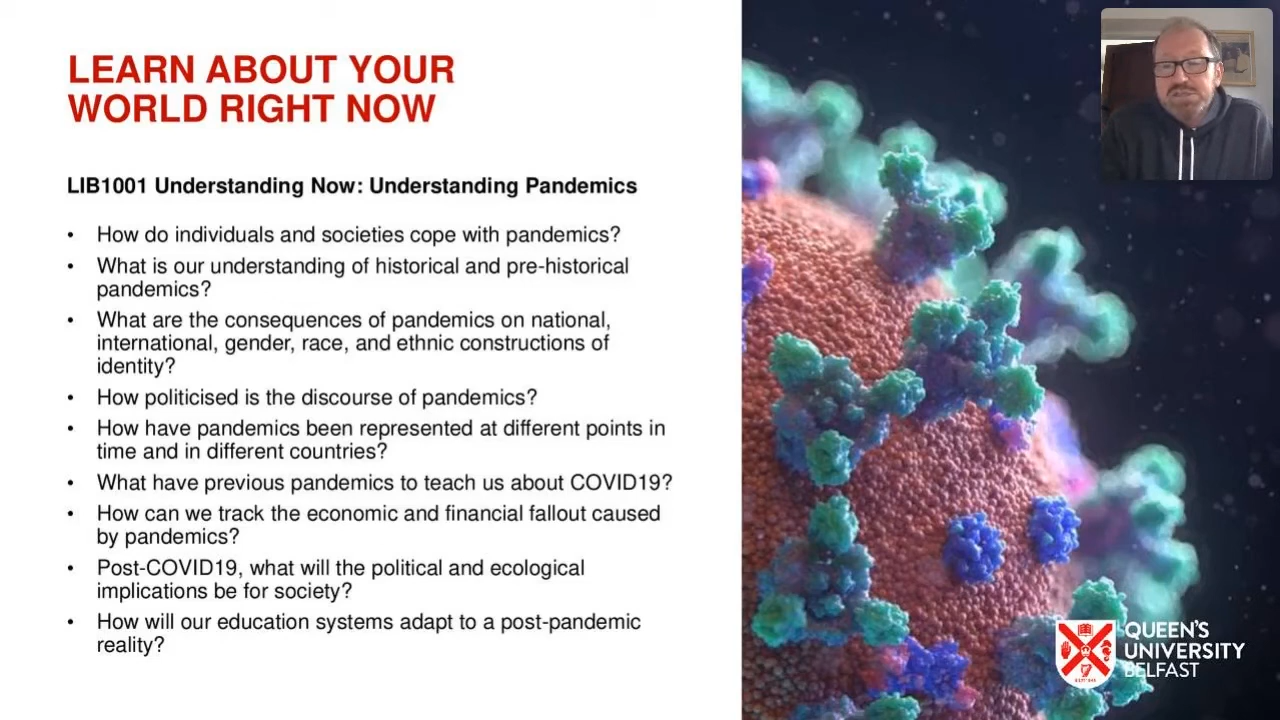 LEARN ABOUT YOUR
WORLD RIGHT NOW
LIB1001 Understanding Now: Understanding Pandemics
• How do individuals and societies cope with pandemics?
• What is our understanding of historical and pre-historical
pandemics?
• What are the consequences of pandemics on national,
international, gender, race, and ethnic constructions of
identity?
• How politicised is the discourse of pandemics?
• How have pandemics been represented at different points in
time and in different countries?
• What have previous pandemics to teach us about COVID19?
• How can we track the economic and financial fallout caused
by pandemics?
• Post-COVID19, what will the political and ecological
implications be for society?
• How will our education systems adapt to a post-pandemic
reality?
QUEEN'S
UNIVERSITY
BELFAST